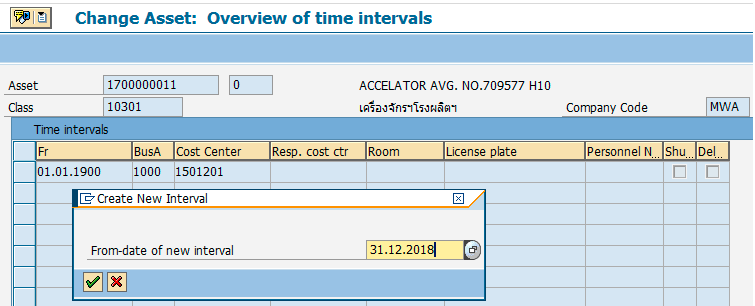 Change Asset: Overview of time intervals
Asset 1700000011 0 ACCELATOR AVG. NO.709577 H10
Class 10301 เครื่องจักรฯโรงผลิตฯ Company Code MWA
Time intervals
Fr BusA Cost Center Resp. cost ctr Room License plate Personnel N... Shu... Del...
01.01.1900 1000 1501201
Create New Interval
From-date of new interval 31.12.2018